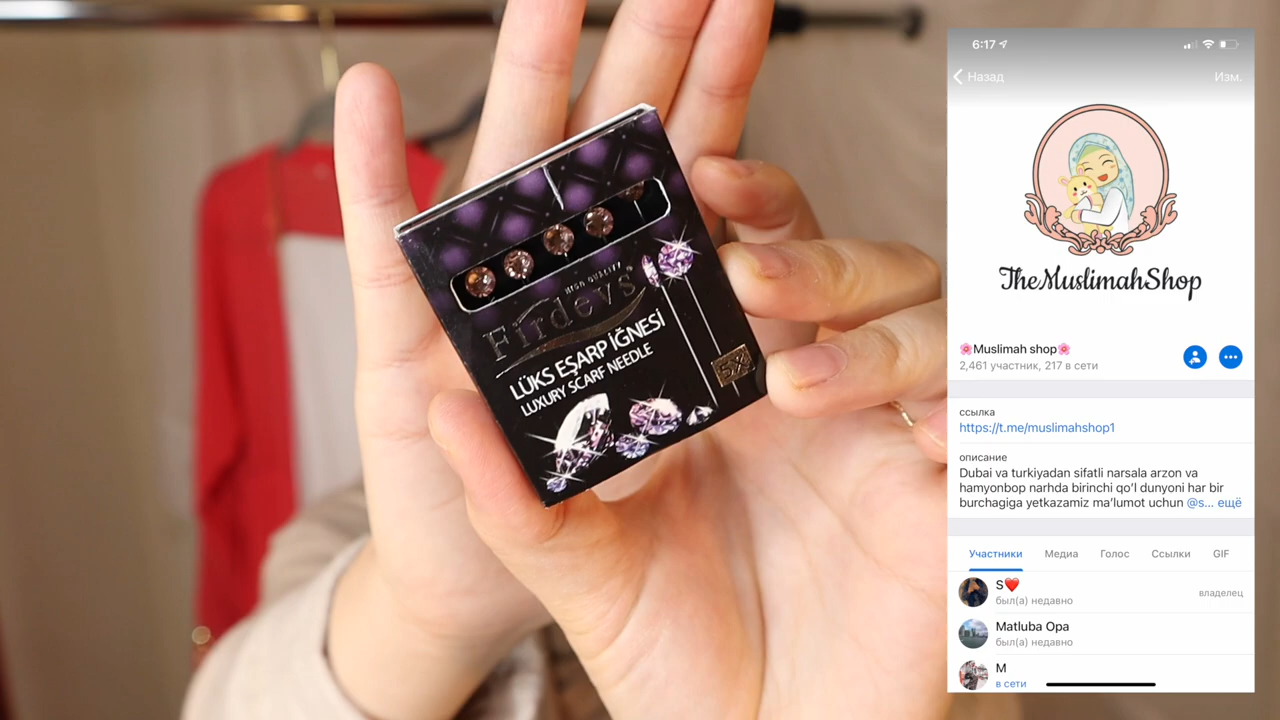 HIGH QUALITY
Firdevs®
LÜKS EŞARP İĞNESİ
LUXURY SCARF NEEDLE
5X
6:17
Назад
Изм.
TheMuslimahShop
🌸Muslimah shop🌸
2,461 участник, 217 в сети
ссылка
https://t.me/muslimahshop1
описание
Dubai va turkiyadan sifatli narsala arzon va
hamyonbop narhda birinchi qo‘l dunyoni har bir
burchagiga yetkazamiz ma’lumot uchun @s... ещё
Участники
Медиа
Голос
Ссылки
GIF
S❤️
был(а) недавно
владелец
Matluba Opa
был(а) недавно
M
в сети